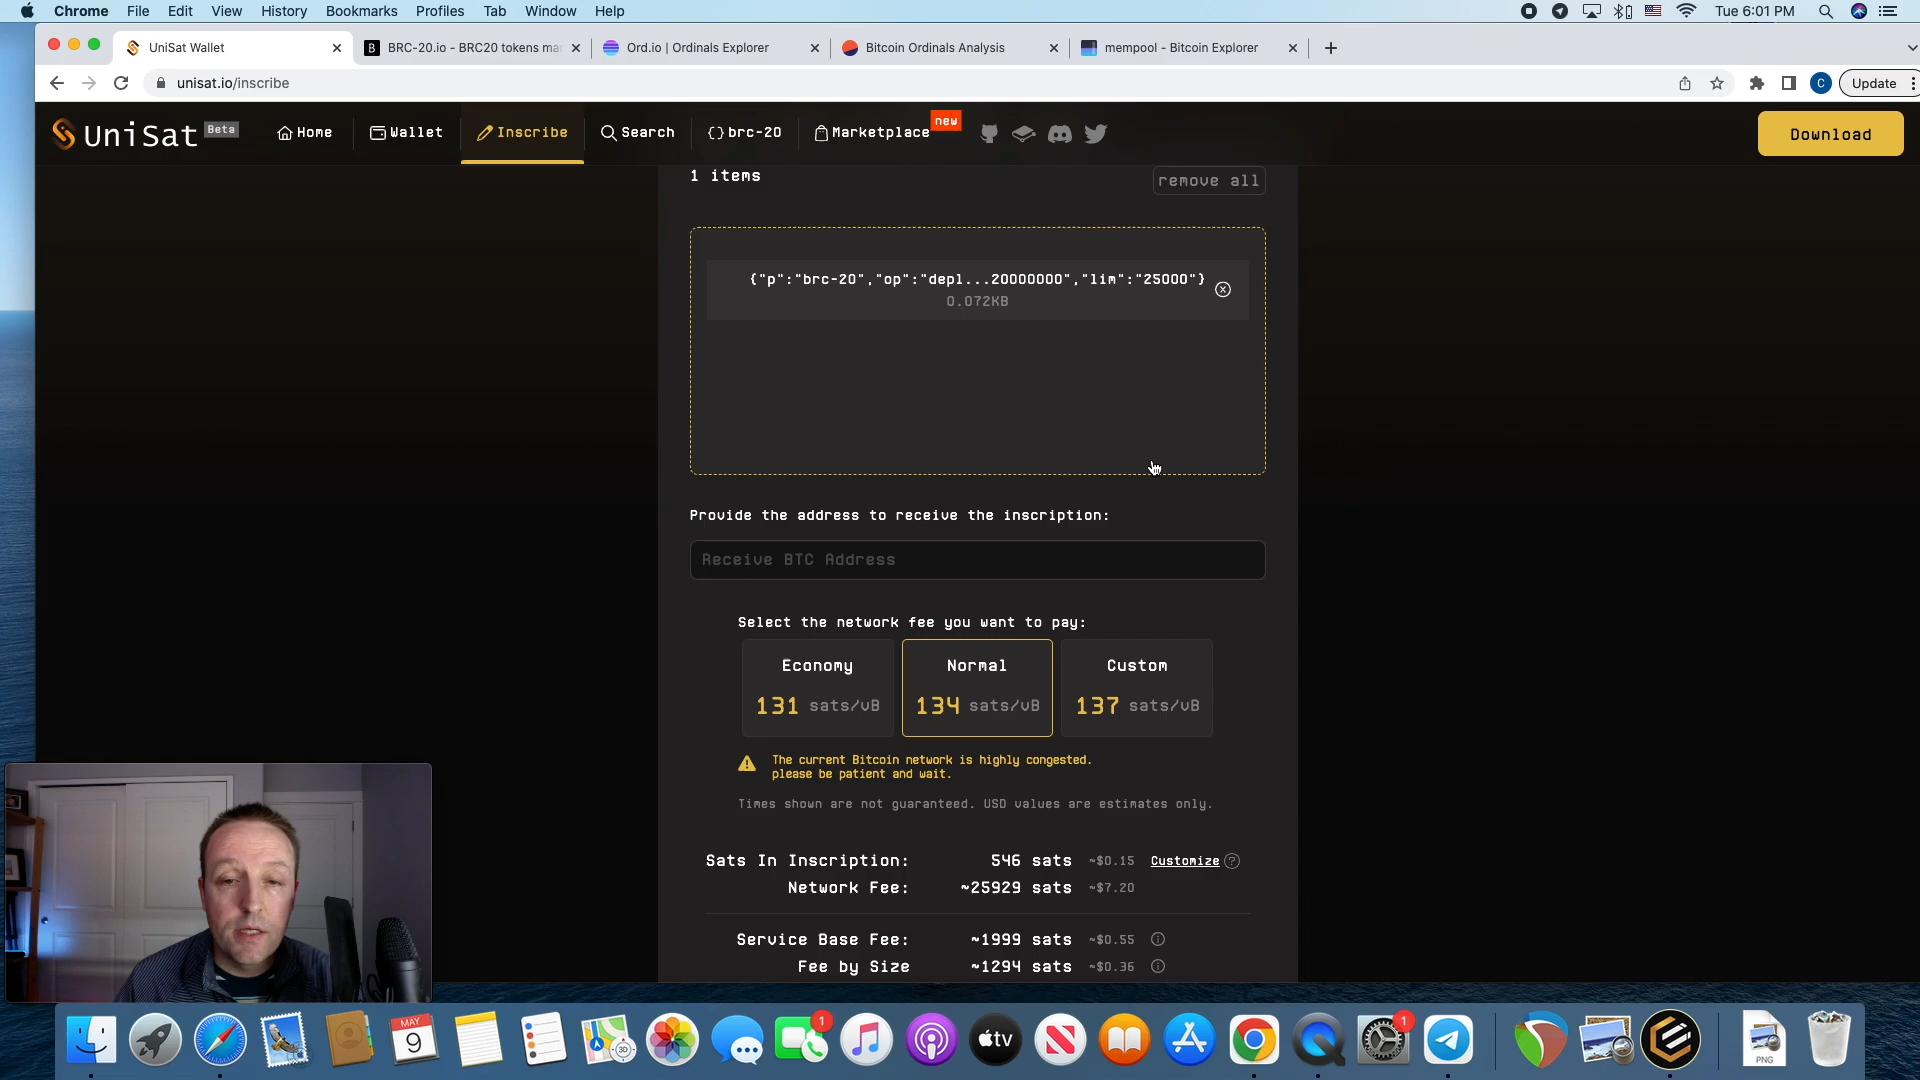 Chrome File Edit View History Bookmarks Profiles Tab Window Help Tue 6:01 PM
UniSat Wallet BRC-20.io - BRC20 tokens ma Ord.io | Ordinals Explorer Bitcoin Ordinals Analysis mempool - Bitcoin Explorer
unisat.io/inscribe C Update
UniSat Beta Home Wallet Inscribe Search {} brc-20 Marketplace new Download
1 items remove all
{"p":"brc-20","op":"depl...20000000","lim":"25000"}
0.072KB
Provide the address to receive the inscription:
Receive BTC Address
Select the network fee you want to pay:
Economy Normal Custom
131 sats/vB 134 sats/vB 137 sats/vB
The current Bitcoin network is highly congested.
please be patient and wait.
Times shown are not guaranteed. USD values are estimates only.
Sats In Inscription: 546 sats ~$0.15 Customize ?
Network Fee: ~25929 sats ~$7.20
Service Base Fee: ~1999 sats ~$0.55
Fee by Size ~1294 sats ~$0.36
MAY
9
3D
1
tv
1
PNG